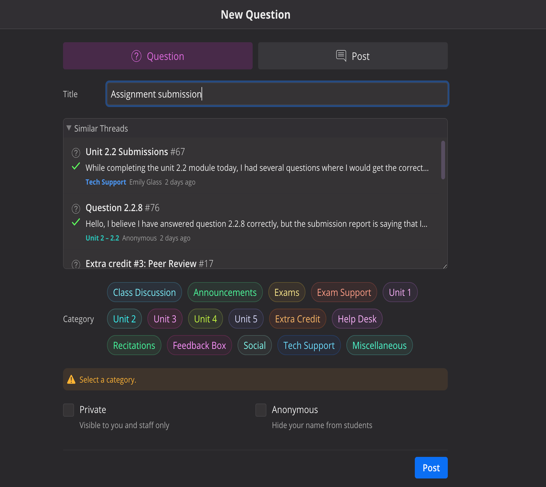 New Question
Question
Post
Title
Assignment submission
Similar Threads
Unit 2.2 Submissions #67
While completing the unit 2.2 module today, I had several questions where I would get the correct...
Tech Support Emily Glass 2 days ago
Question 2.2.8 #76
Hello, I believe I have answered question 2.2.8 correctly, but the submission report is saying that I...
Unit 2 – 2.2 Anonymous 2 days ago
Extra credit #3: Peer Review #17
Class Discussion Announcements Exams Exam Support Unit 1
Category Unit 2 Unit 3 Unit 4 Unit 5 Extra Credit Help Desk
Recitations Feedback Box Social Tech Support Miscellaneous
Select a category.
Private
Visible to you and staff only
Anonymous
Hide your name from students
Post